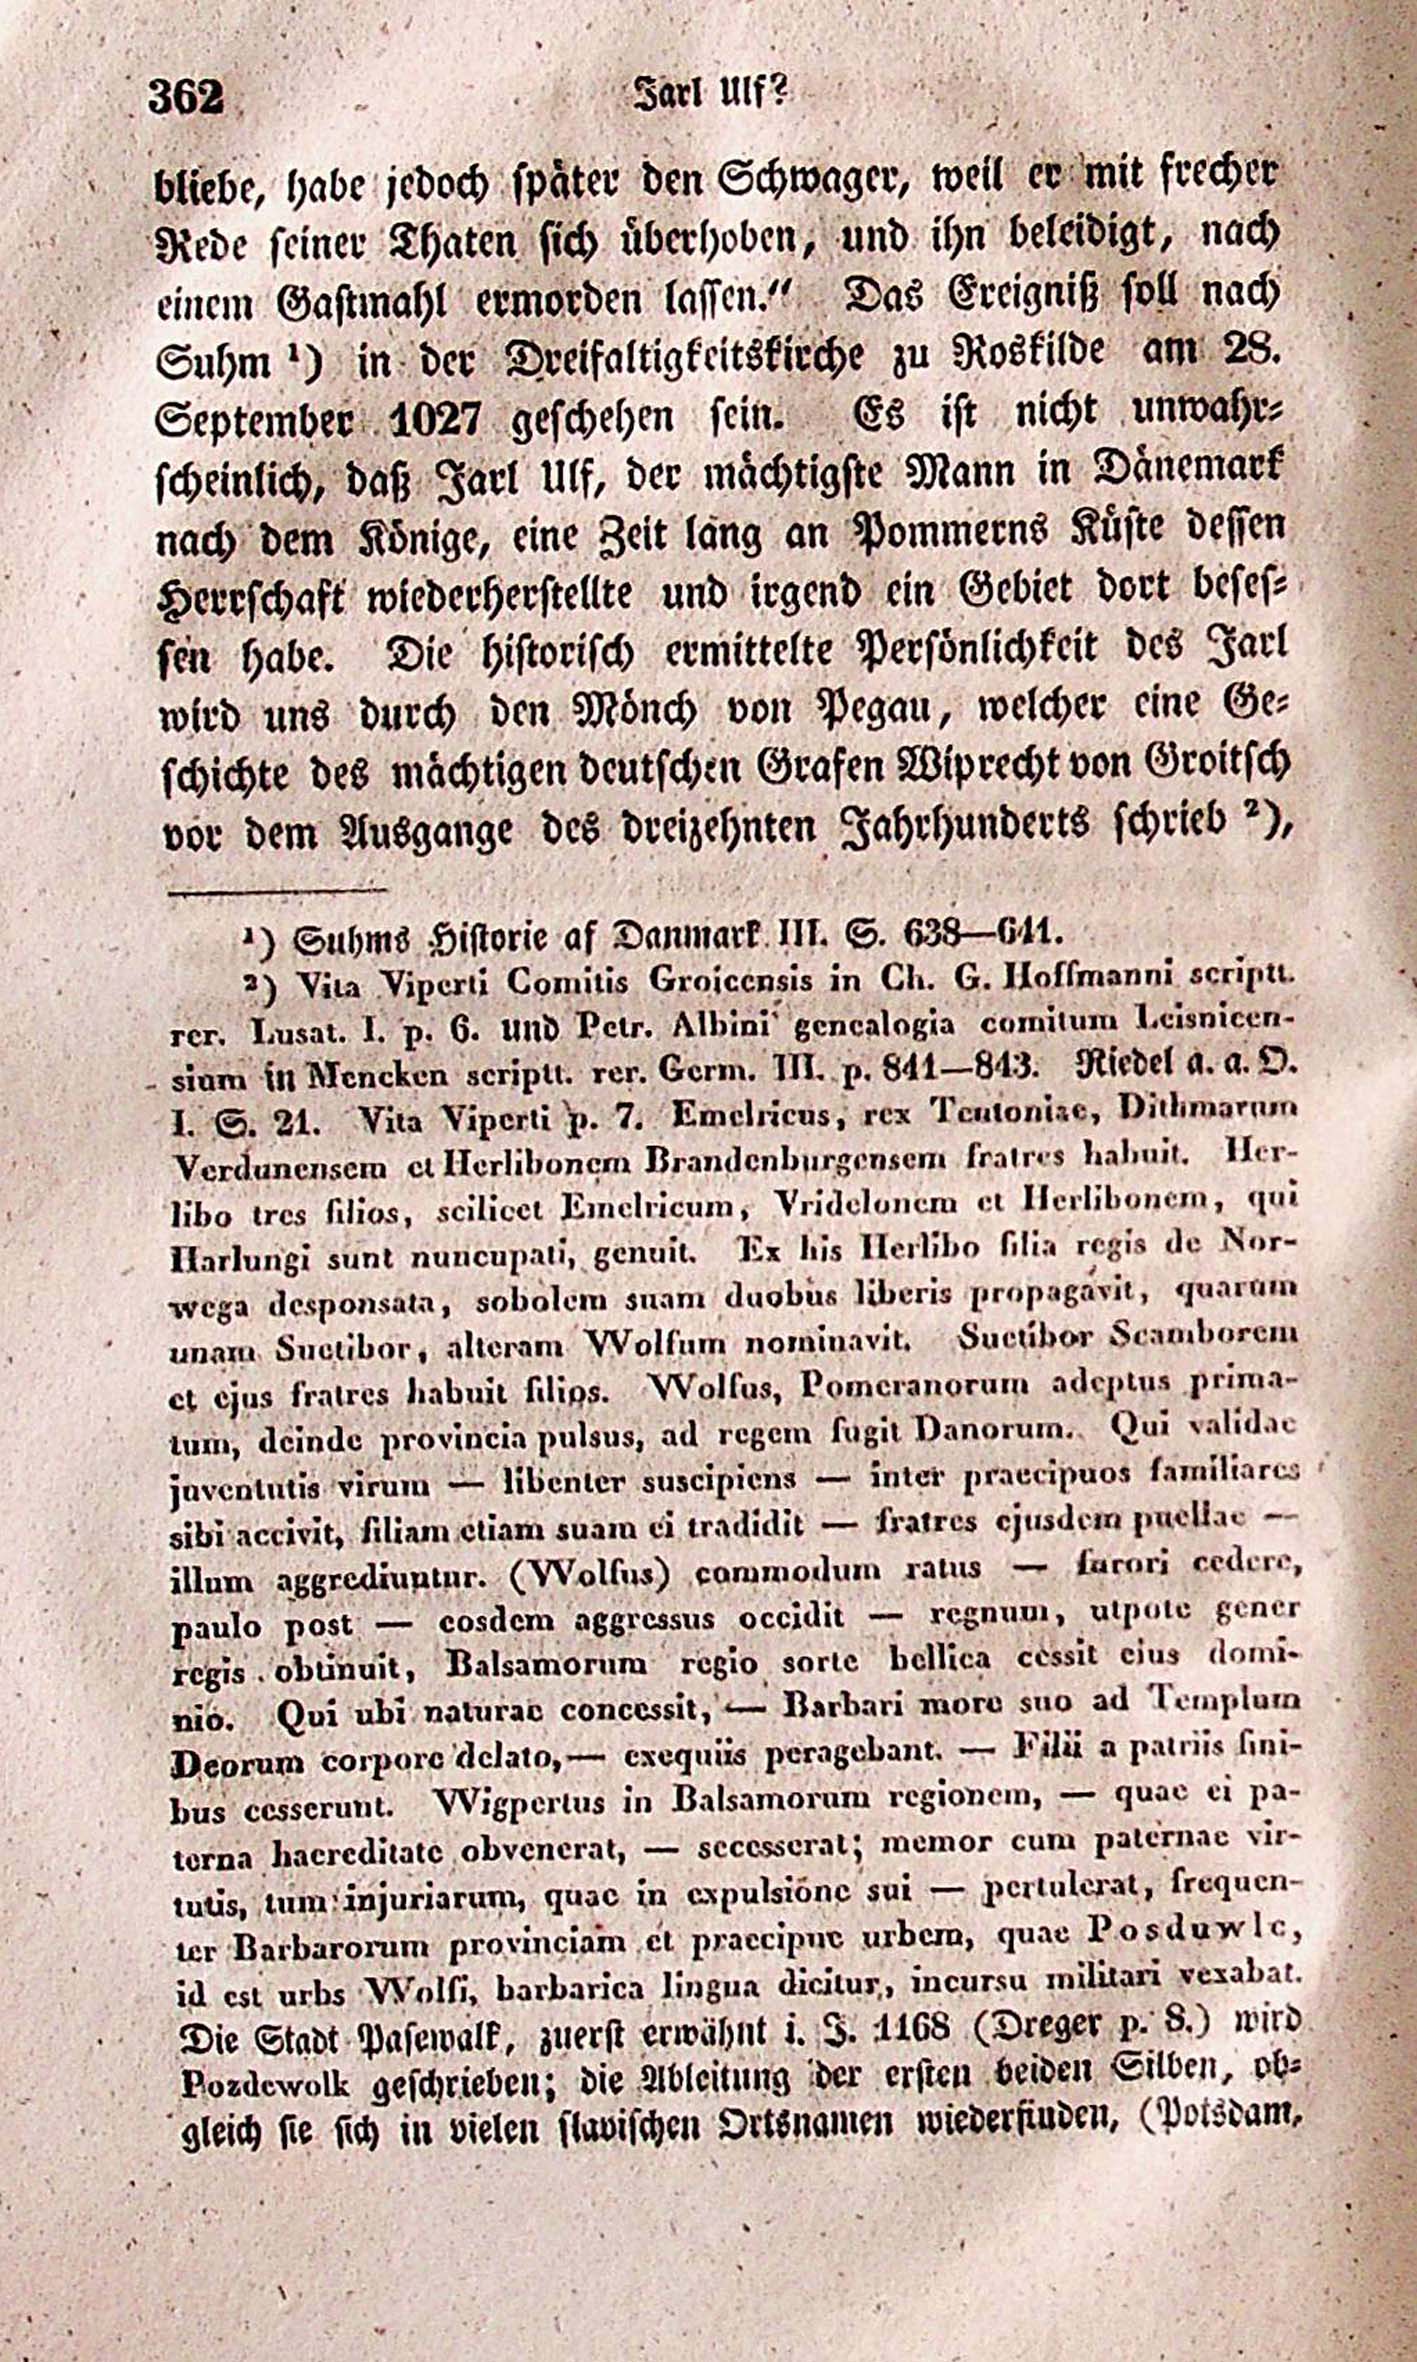 362
Jarl Ulf?
bliebe, habe jedoch später den Schwager, weil er mit frecher
Rede seiner Thaten sich überhoben, und ihn beleidigt, nach
einem Gastmahl ermorden lassen.“ Das Ereigniß soll nach
Suhm ¹) in der Dreifaltigkeitskirche zu Roskilde am 28.
September 1027 geschehen sein. Es ist nicht unwahr-
scheinlich, daß Jarl Ulf, der mächtigste Mann in Dänemark
nach dem Könige, eine Zeit lang an Pommerns Küste dessen
Herrschaft wiederherstellte und irgend ein Gebiet dort beses-
sen habe. Die historisch ermittelte Persönlichkeit des Jarl
wird uns durch den Mönch von Pegau, welcher eine Ge-
schichte des mächtigen deutschen Grafen Wiprecht von Groitsch
vor dem Ausgange des dreizehnten Jahrhunderts schrieb ²),
¹) Suhms Historie af Danmark III. S. 638—641.
²) Vita Viperti Comitis Groicensis in Ch. G. Hoffmanni scriptt.
rer. Lusat. I. p. 6. und Petr. Albini genealogia comitum Leisnicen-
sium in Mencken scriptt. rer. Germ. III. p. 841—843. Riedel a. a. O.
I. S. 21. Vita Viperti p. 7. Emelricus, rex Teutoniae, Dithmarum
Verdunensem et Herlibonem Brandenburgensem fratres habuit. Her-
libo tres filios, scilicet Emelricum, Vridelonem et Herlibonem, qui
Harlungi sunt nuncupati, genuit. Ex his Herlibo filia regis de Nor-
wega desponsata, sobolem suam duobus liberis propagavit, quarum
unam Suetibor, alteram Wolfum nominavit. Suetibor Scamborem
et ejus fratres habuit filios. Wolfus, Pomeranorum adeptus prima-
tum, deinde provincia pulsus, ad regem fugit Danorum. Qui validae
juventutis virum — libenter suscipiens — inter praecipuos familiares
sibi accivit, filiam etiam suam ei tradidit — fratres ejusdem puellae —
illum aggrediuntur. (Wolfus) commodum ratus — furori cedere,
paulo post — eosdem aggressus occidit — regnum, utpote gener
regis obtinuit, Balsamorum regio sorte bellica cessit eius domi-
nio. Qui ubi naturae concessit, — Barbari more suo ad Templum
Deorum corpore delato, — exequiis peragebant. — Filii a patriis fini-
bus cesserunt. Wigpertus in Balsamorum regionem, — quae ei pa-
terna haereditate obvenerat, — secesserat; memor cum paternae vir-
tutis, tum injuriarum, quae in expulsione sui — pertulerat, frequen-
ter Barbarorum provinciam et praecipue urbem, quae Posduwlc,
id est urbs Wolfi, barbarica lingua dicitur, incursu militari vexabat.
Die Stadt Pasewalk, zuerst erwähnt i. J. 1168 (Dreger p. 8.) wird
Pozdewolk geschrieben; die Ableitung der ersten beiden Silben, ob-
gleich sie sich in vielen slavischen Ortsnamen wiederfinden, (Potsdam,